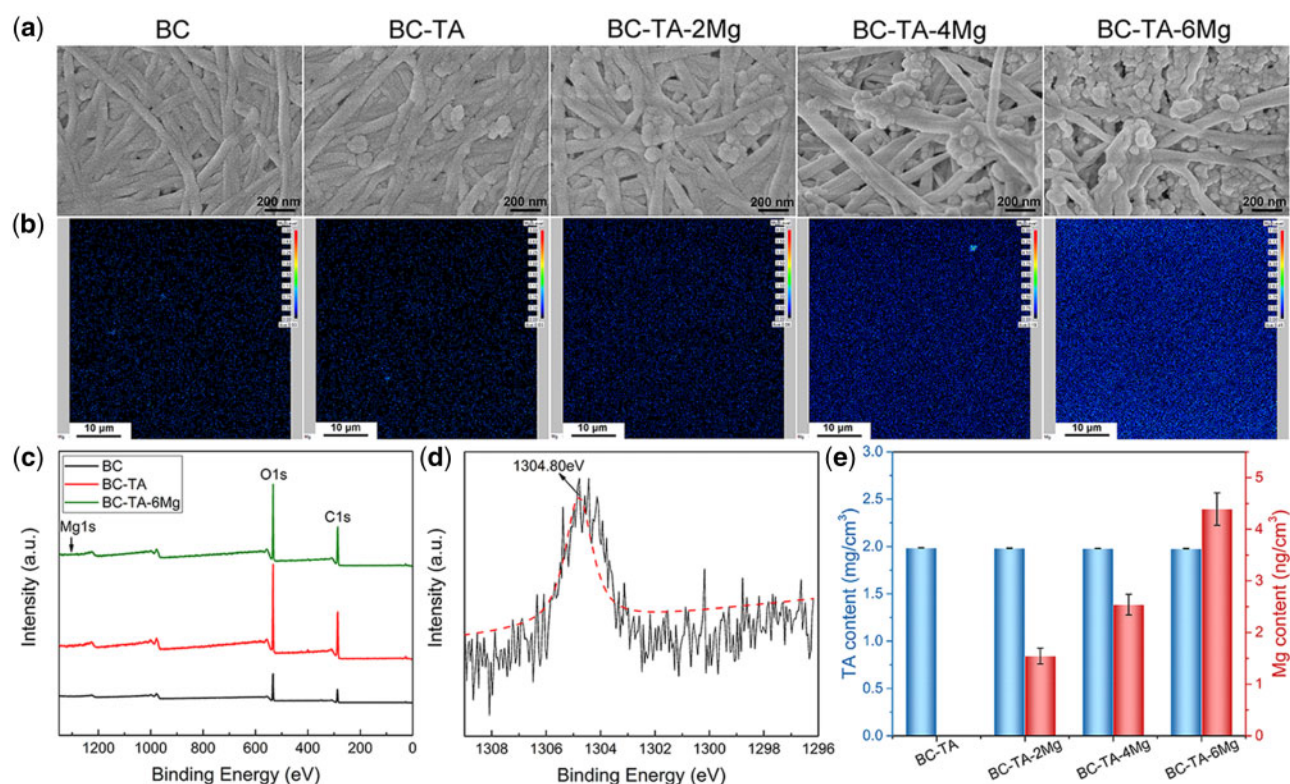 (a)
BC
BC-TA
BC-TA-2Mg
BC-TA-4Mg
BC-TA-6Mg
200 nm
200 nm
200 nm
200 nm
200 nm
(b)
10 µm
10 µm
10 µm
10 µm
10 µm
(c)
BC
BC-TA
BC-TA-6Mg
Mg1s
O1s
C1s
Intensity (a.u.)
1200
1000
800
600
400
200
0
Binding Energy (eV)
(d)
1304.80eV
Intensity (a.u.)
1308
1306
1304
1302
1300
1298
1296
Binding Energy (eV)
(e)
3.0
2.5
2.0
1.5
1.0
0.5
0.0
TA content (mg/cm³)
5
4
3
2
1
0
Mg content (ng/cm³)
BC-TA
BC-TA-2Mg
BC-TA-4Mg
BC-TA-6Mg